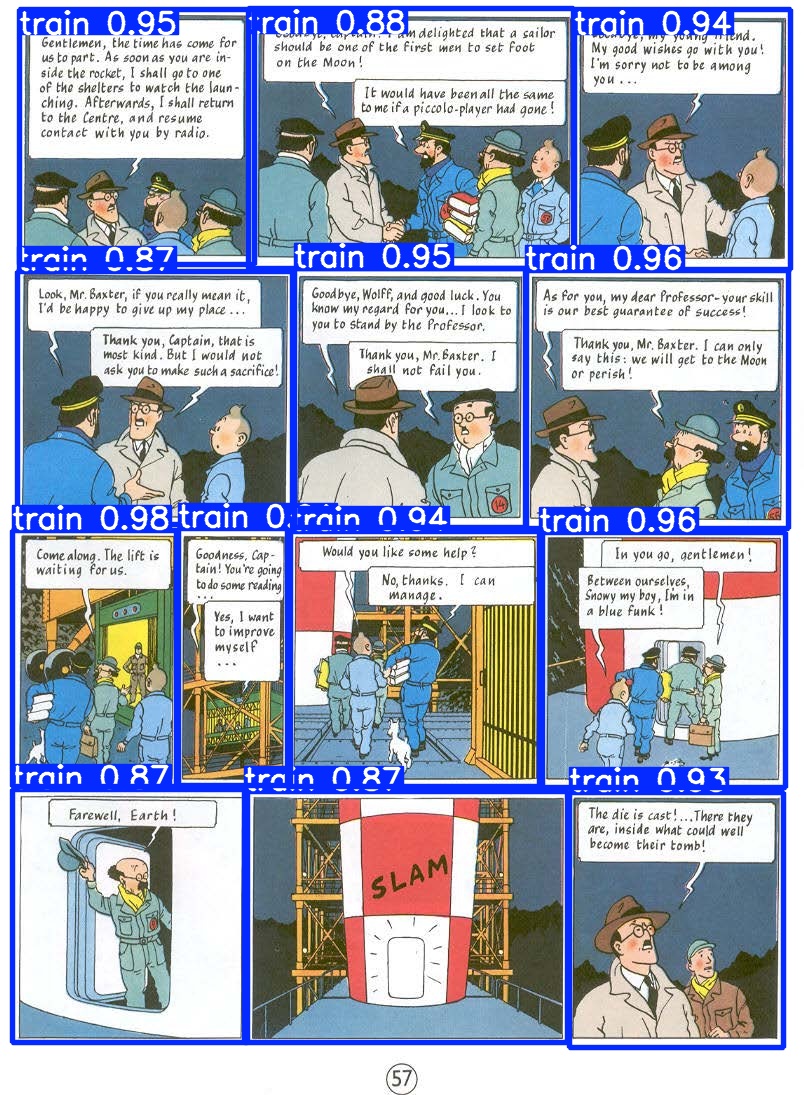 train 0.95
Gentlemen, the time has come for
us to part. As soon as you are in-
side the rocket, I shall go to one
of the shelters to watch the laun-
ching. Afterwards, I shall return
to the Centre, and resume
contact with you by radio.
train 0.88
am delighted that a sailor
should be one of the first men to set foot
on the Moon!
It would have been all the same
to me if a piccolo-player had gone!
train 0.94
My good wishes go with you!
I'm sorry not to be among
you ...
train 0.87
Look, Mr. Baxter, if you really mean it,
I'd be happy to give up my place ...
Thank you, Captain, that is
most kind. But I would not
ask you to make such a sacrifice!
train 0.95
Goodbye, Wolff, and good luck. You
know my regard for you... I look to
you to stand by the Professor.
Thank you, Mr. Baxter. I
shall not fail you.
14
train 0.96
As for you, my dear Professor-your skill
is our best guarantee of success!
Thank you, Mr. Baxter. I can only
say this: we will get to the Moon
or perish!
train 0.98
Come along. The lift is
waiting for us.
train 0.
Goodness, Cap-
tain! You're going
to do some reading
...
Yes, I want
to improve
myself
...
train 0.94
Would you like some help?
No, thanks. I can
manage.
train 0.96
In you go, gentlemen!
Between ourselves,
Snowy my boy, I'm in
a blue funk!
train 0.87
Farewell, Earth!
train 0.87
SLAM
train 0.93
The die is cast!...There they
are, inside what could well
become their tomb!
57